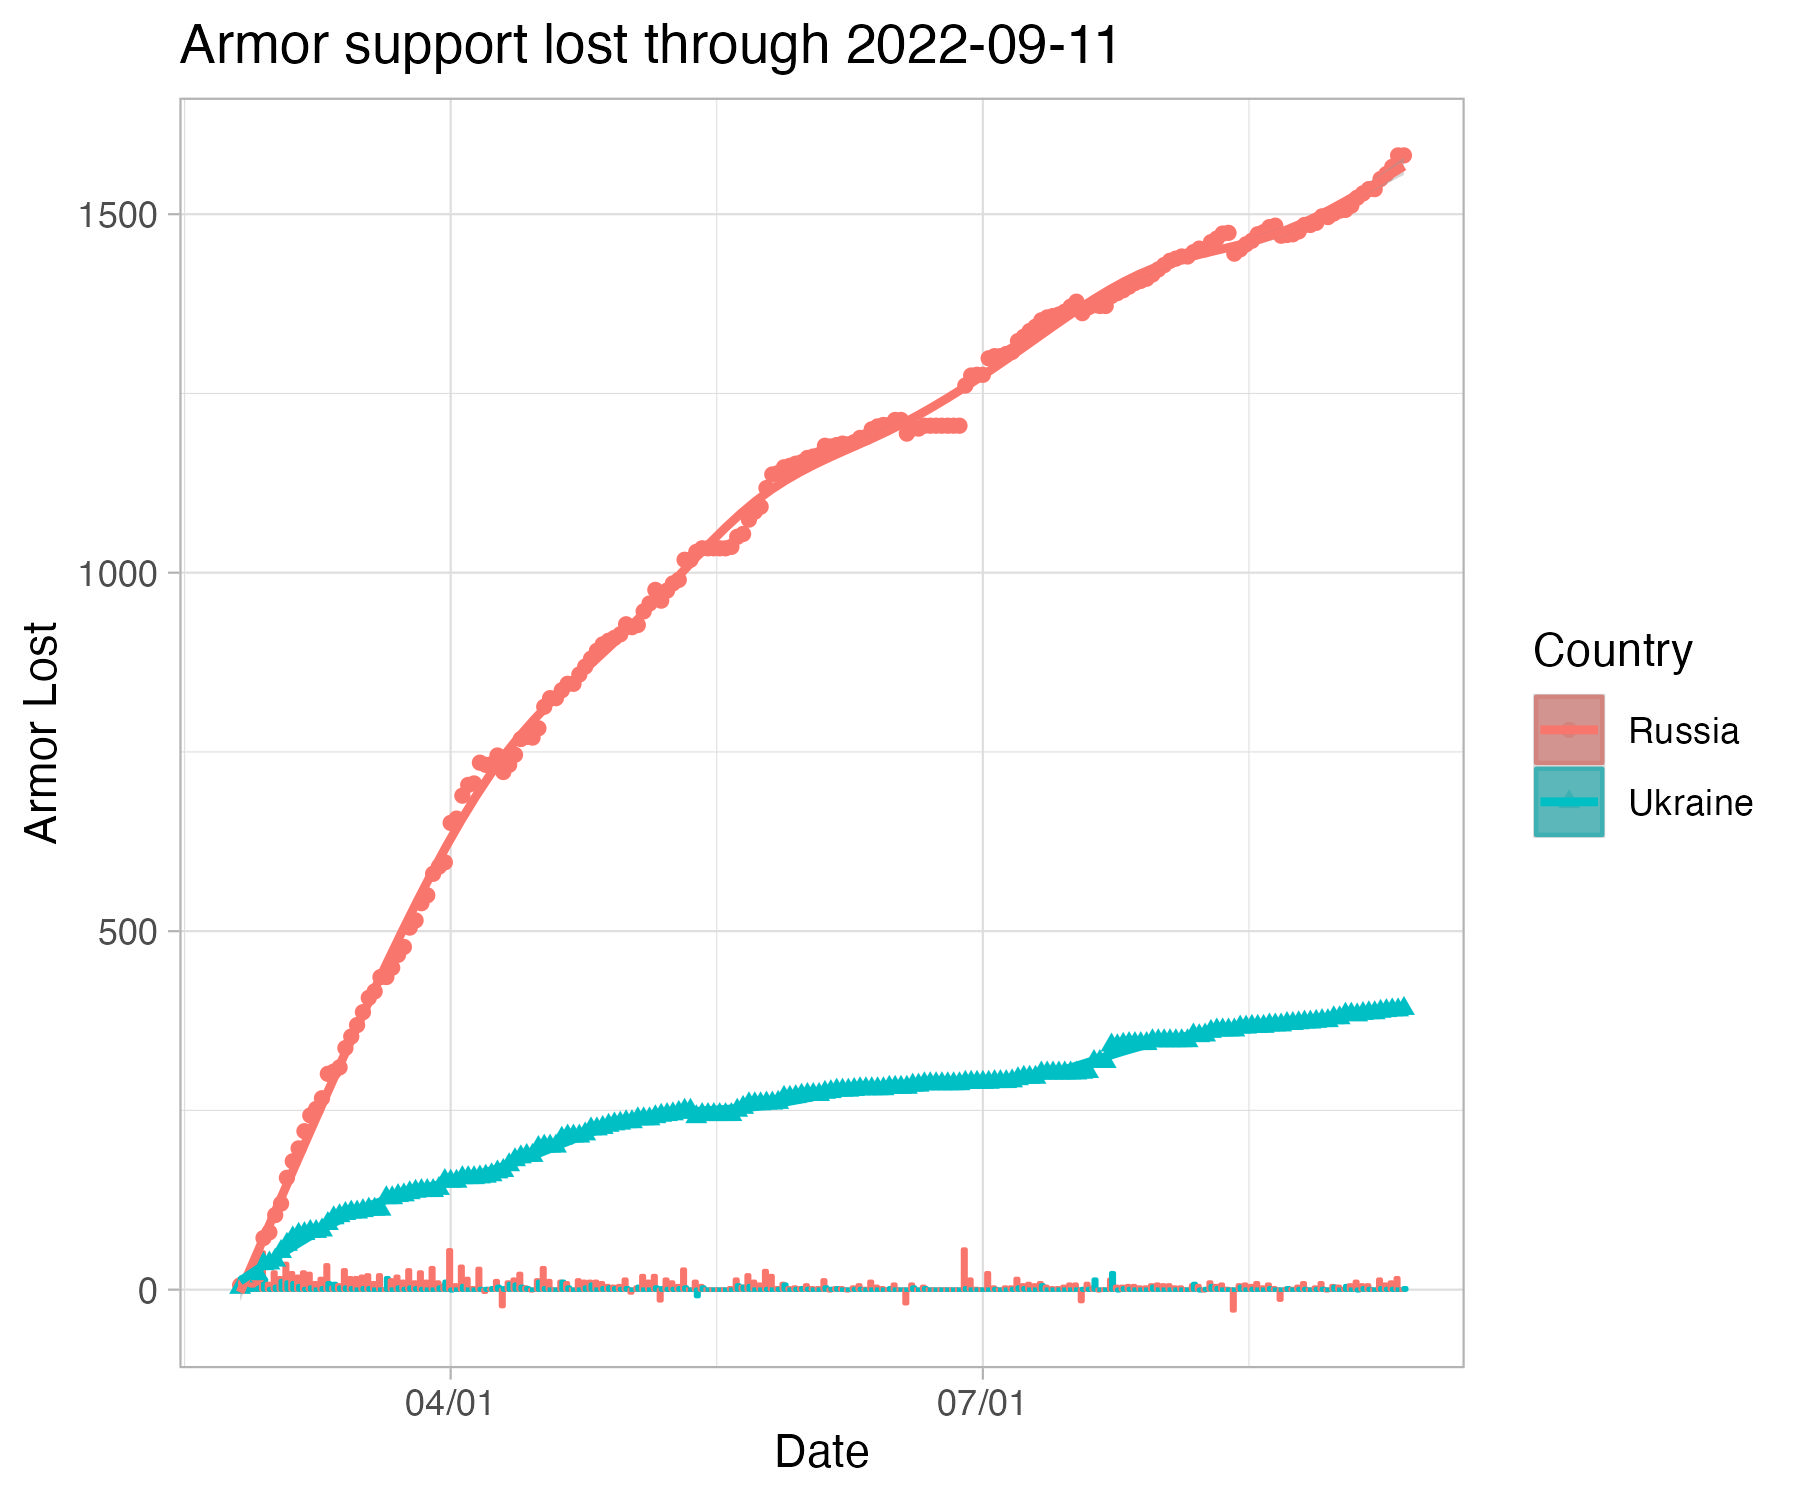 Armor support lost through 2022-09-11
Armor Lost
1500
1000
500
0
04/01
07/01
Date
Country
Russia
Ukraine